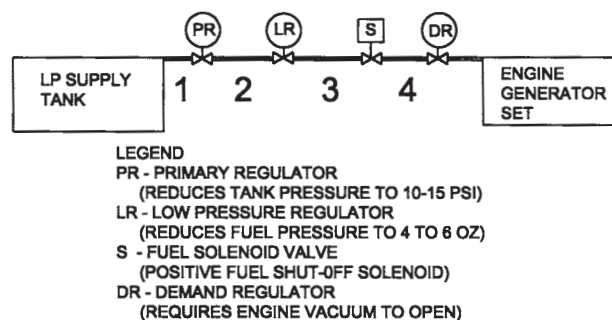 PR LR S DR
LP SUPPLY
TANK
1 2 3 4
ENGINE
GENERATOR
SET
LEGEND
PR - PRIMARY REGULATOR
(REDUCES TANK PRESSURE TO 10-15 PSI)
LR - LOW PRESSURE REGULATOR
(REDUCES FUEL PRESSURE TO 4 TO 6 OZ)
S - FUEL SOLENOID VALVE
(POSITIVE FUEL SHUT-OFF SOLENOID)
DR - DEMAND REGULATOR
(REQUIRES ENGINE VACUUM TO OPEN)